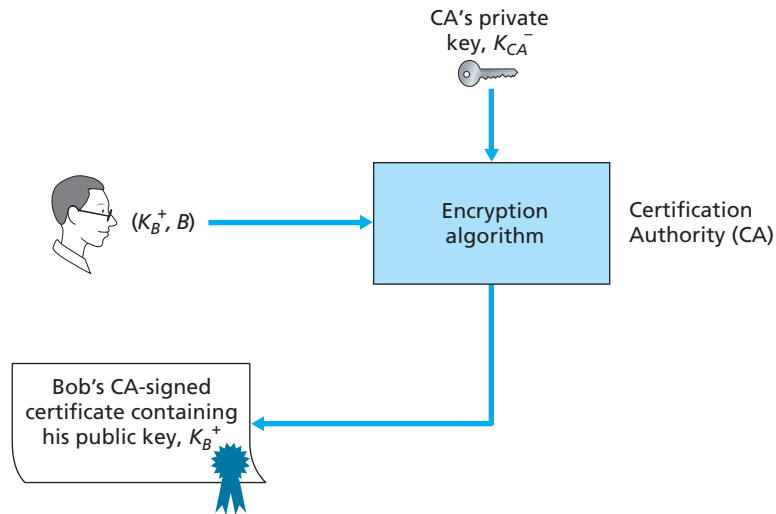 CA's private
key, K_CA^−
(K_B^+, B)
Encryption
algorithm
Certification
Authority (CA)
Bob's CA-signed
certificate containing
his public key, K_B^+